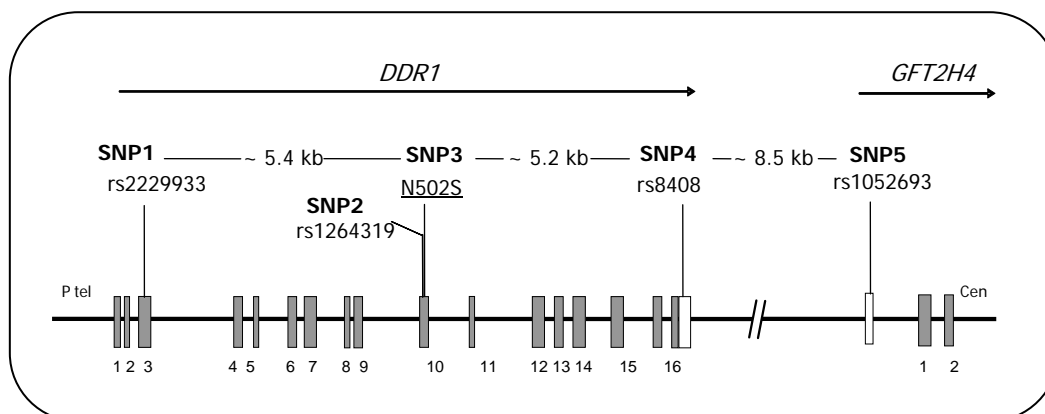 DDR1 GFT2H4
SNP1 ~ 5.4 kb SNP3 ~ 5.2 kb SNP4 ~ 8.5 kb SNP5
rs2229933 N502S rs8408 rs1052693
SNP2
rs1264319
P tel Cen
1 2 3 4 5 6 7 8 9 10 11 12 13 14 15 16 1 2